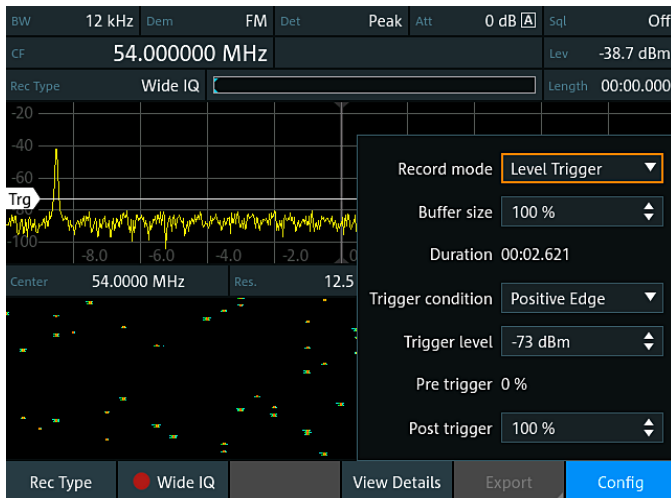 BW 12 kHz Dem FM Det Peak Att 0 dB A Sql Off
CF 54.000000 MHz Lev -38.7 dBm
Rec Type Wide IQ Length 00:00.000
-20
-40
-60
Trg
-80
-100
-8.0 -6.0 -4.0 -2.0 0
Center 54.0000 MHz Res. 12.5
Record mode Level Trigger
Buffer size 100 %
Duration 00:02.621
Trigger condition Positive Edge
Trigger level -73 dBm
Pre trigger 0 %
Post trigger 100 %
Rec Type Wide IQ View Details Export Config